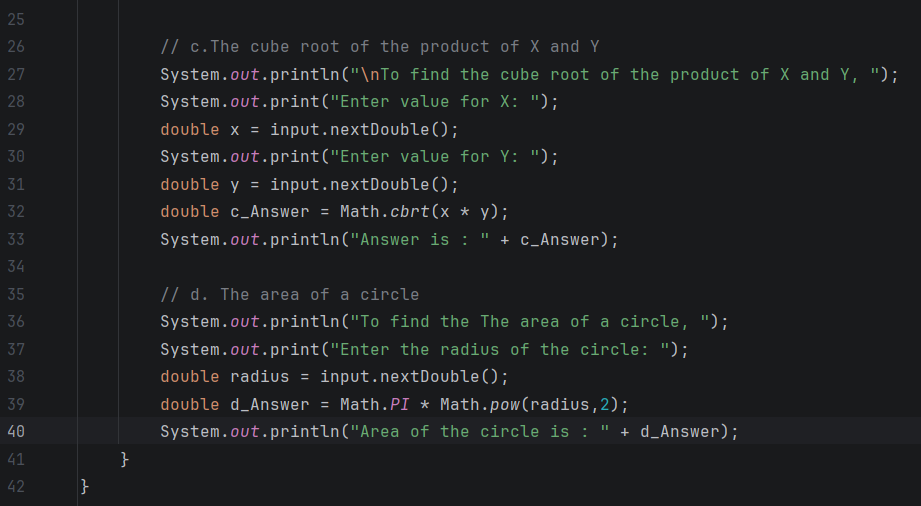 25
26 // c.The cube root of the product of X and Y
27 System.out.println("\nTo find the cube root of the product of X and Y, ");
28 System.out.print("Enter value for X: ");
29 double x = input.nextDouble();
30 System.out.print("Enter value for Y: ");
31 double y = input.nextDouble();
32 double c_Answer = Math.cbrt(x * y);
33 System.out.println("Answer is : " + c_Answer);
34
35 // d. The area of a circle
36 System.out.println("To find the The area of a circle, ");
37 System.out.print("Enter the radius of the circle: ");
38 double radius = input.nextDouble();
39 double d_Answer = Math.PI * Math.pow(radius,2);
40 System.out.println("Area of the circle is : " + d_Answer);
41 }
42 }